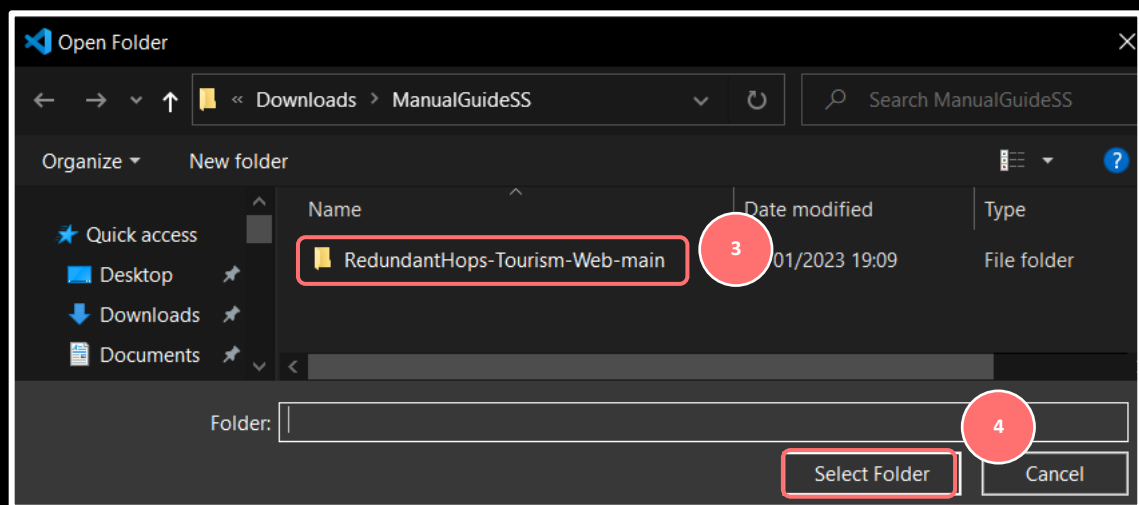 Open Folder
« Downloads > ManualGuideSS
Search ManualGuideSS
Organize
New folder
Name
Date modified
Type
Quick access
RedundantHops-Tourism-Web-main
3
01/2023 19:09
File folder
Desktop
Downloads
Documents
Folder:
4
Select Folder
Cancel